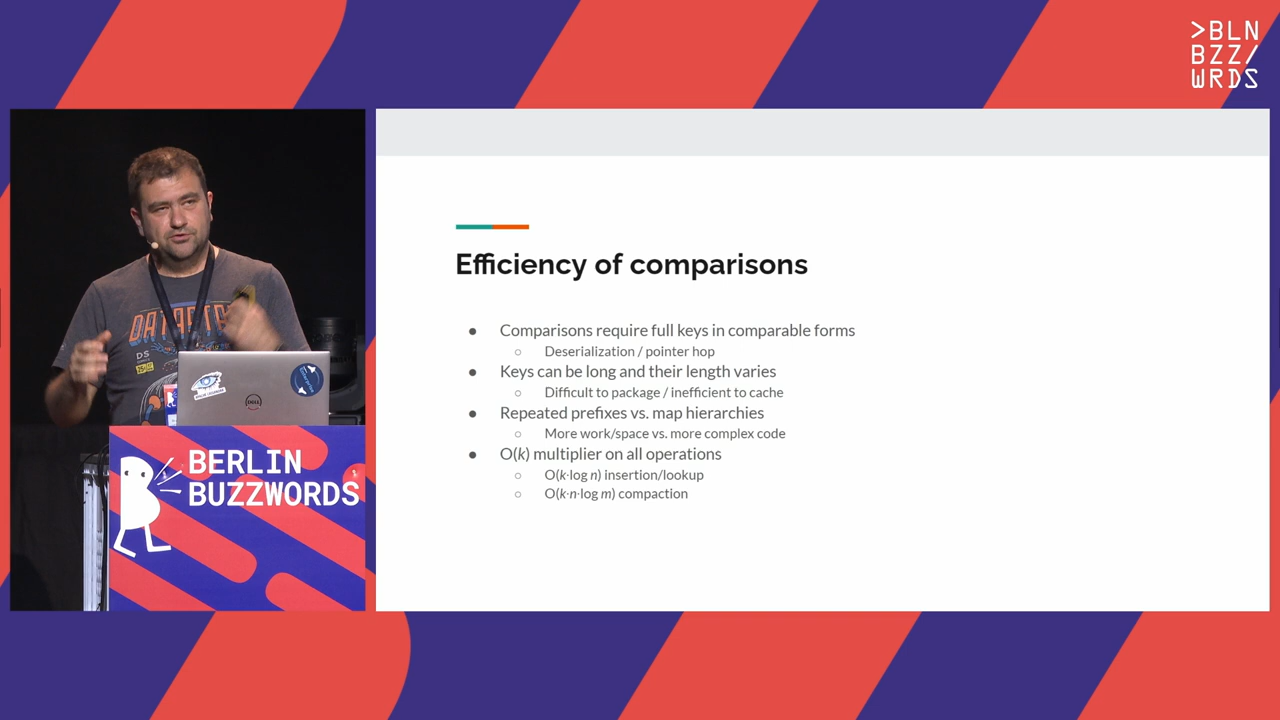 >BLN
BZZ/
WRDS
DS
DELL
BERLIN
BUZZWORDS
Efficiency of comparisons
● Comparisons require full keys in comparable forms
○ Deserialization / pointer hop
● Keys can be long and their length varies
○ Difficult to package / inefficient to cache
● Repeated prefixes vs. map hierarchies
○ More work/space vs. more complex code
● O(k) multiplier on all operations
○ O(k·log n) insertion/lookup
○ O(k·n·log m) compaction